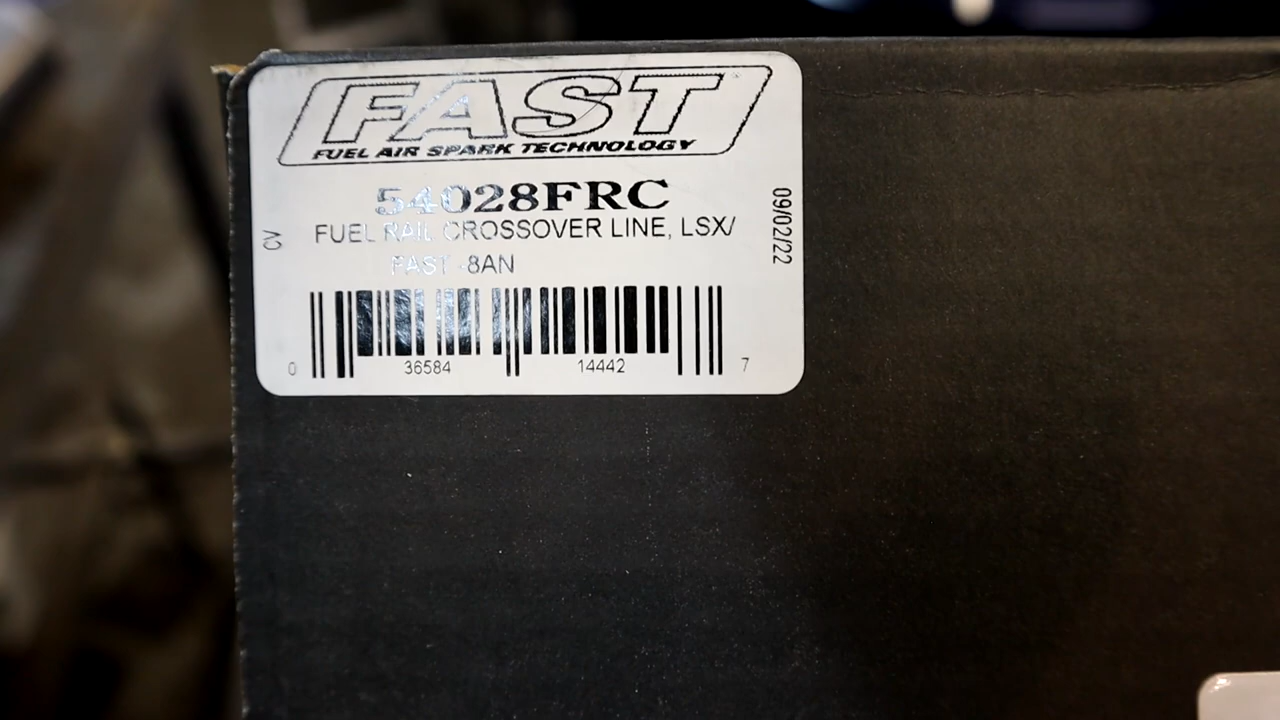 FAST
FUEL AIR SPARK TECHNOLOGY
54028FRC
FUEL RAIL CROSSOVER LINE, LSX/
FAST -8AN
CV
09/02/22
0 36584 14442 7